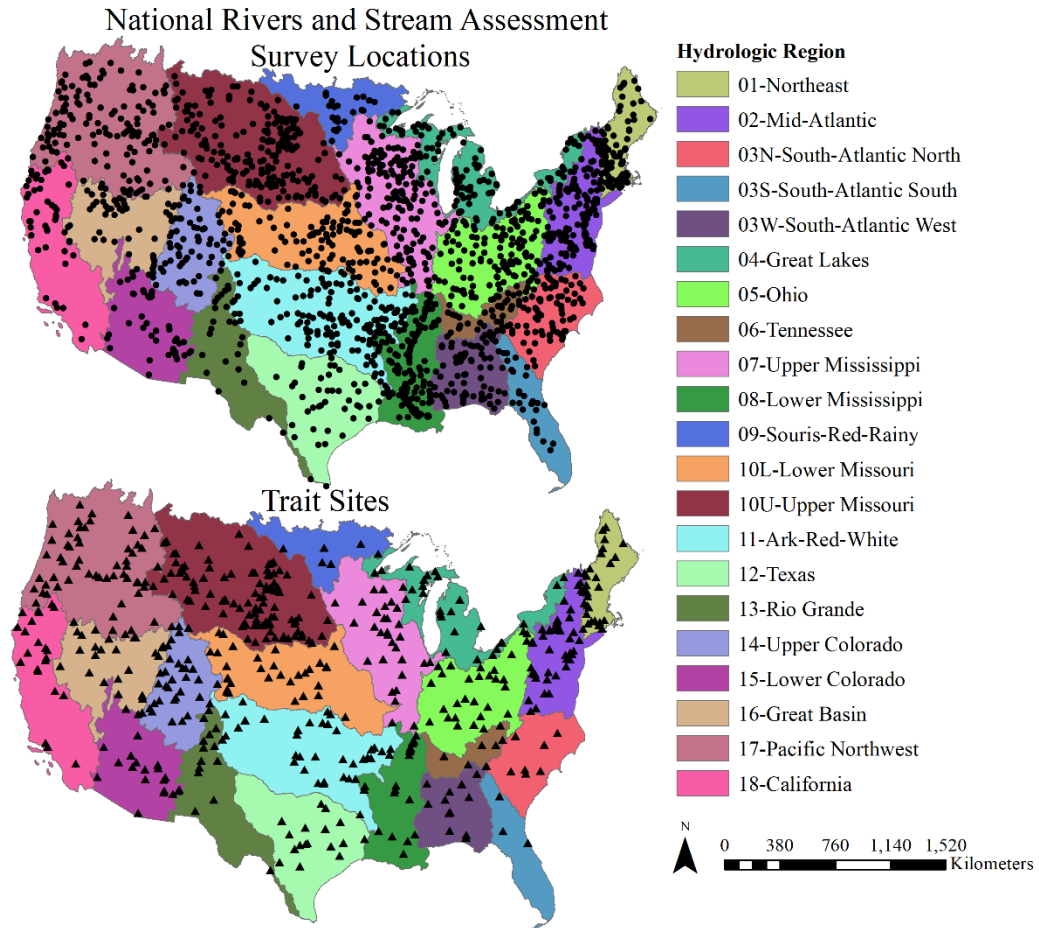 National Rivers and Stream Assessment
Survey Locations
Trait Sites
Hydrologic Region
01-Northeast
02-Mid-Atlantic
03N-South-Atlantic North
03S-South-Atlantic South
03W-South-Atlantic West
04-Great Lakes
05-Ohio
06-Tennessee
07-Upper Mississippi
08-Lower Mississippi
09-Souris-Red-Rainy
10L-Lower Missouri
10U-Upper Missouri
11-Ark-Red-White
12-Texas
13-Rio Grande
14-Upper Colorado
15-Lower Colorado
16-Great Basin
17-Pacific Northwest
18-California
N
0 380 760 1,140 1,520
Kilometers